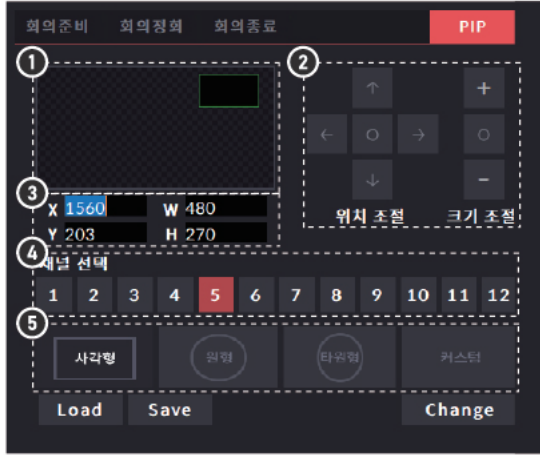 회의준비 회의정회 회의종료 PIP
1 2
↑ +
← O → O
↓ -
3
X 1560 W 480
Y 203 H 270
위치 조절 크기 조절
4
채널 선택
1 2 3 4 5 6 7 8 9 10 11 12
5
사각형 원형 타원형 커스텀
Load Save Change